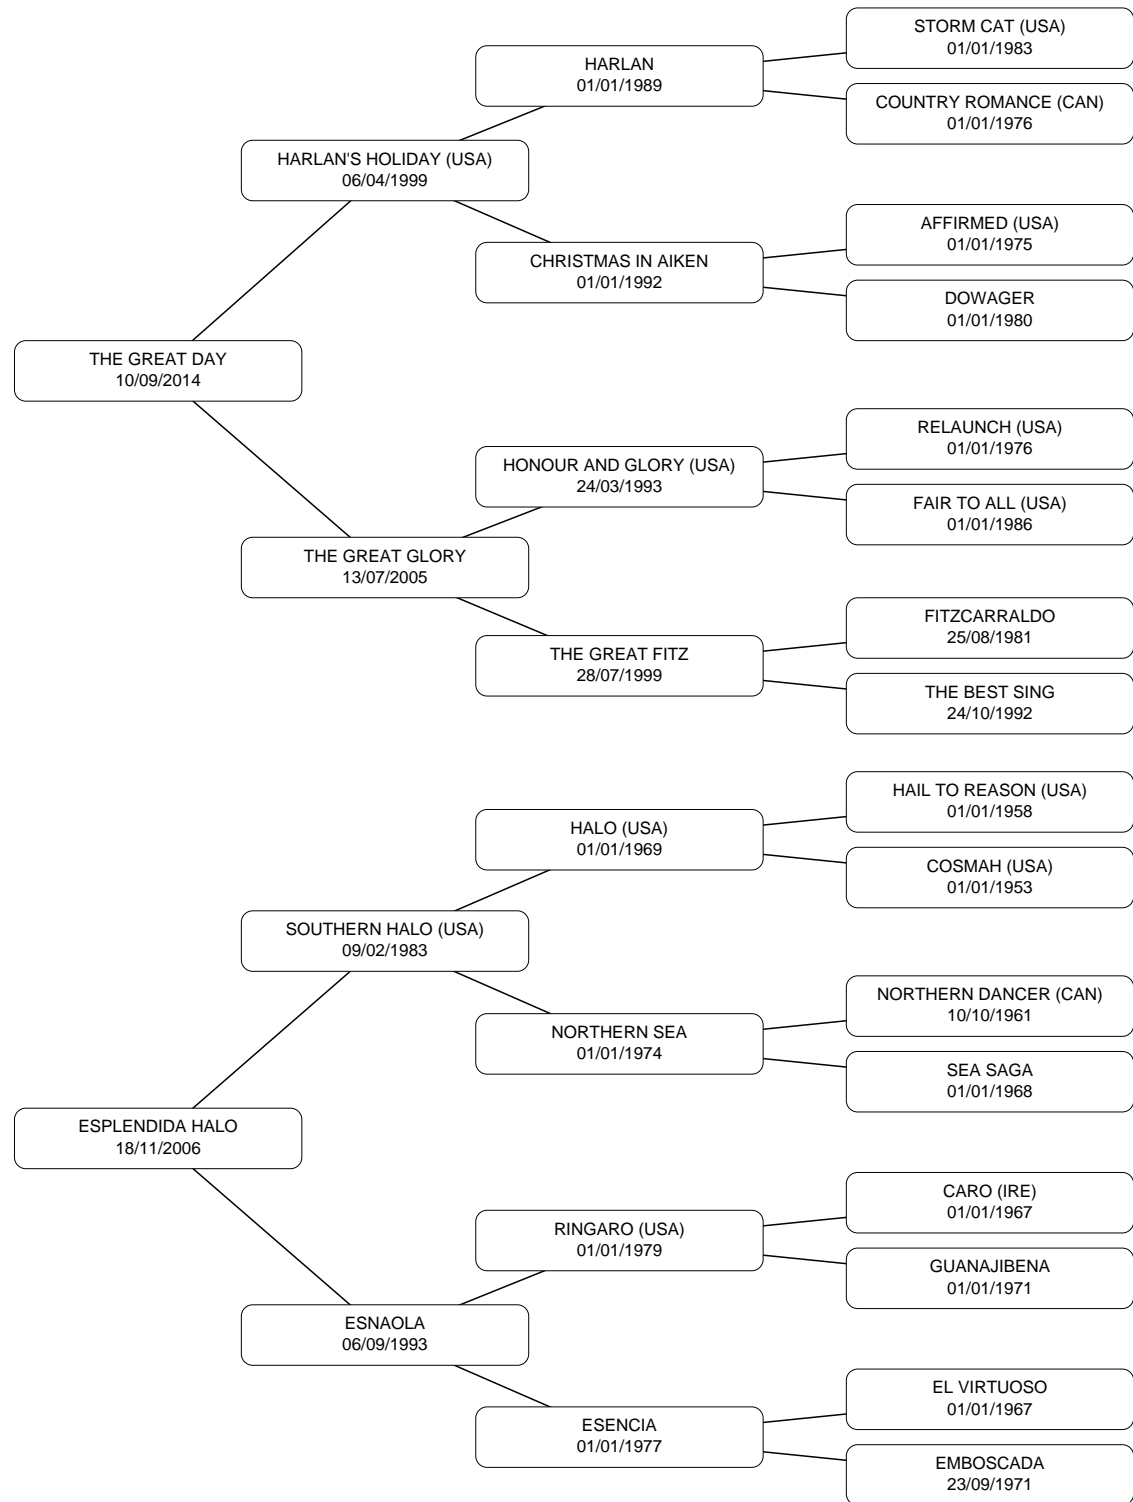 STORM CAT (USA)
01/01/1983
HARLAN
01/01/1989
COUNTRY ROMANCE (CAN)
01/01/1976
HARLAN'S HOLIDAY (USA)
06/04/1999
AFFIRMED (USA)
01/01/1975
CHRISTMAS IN AIKEN
01/01/1992
DOWAGER
01/01/1980
THE GREAT DAY
10/09/2014
RELAUNCH (USA)
01/01/1976
HONOUR AND GLORY (USA)
24/03/1993
FAIR TO ALL (USA)
01/01/1986
THE GREAT GLORY
13/07/2005
FITZCARRALDO
25/08/1981
THE GREAT FITZ
28/07/1999
THE BEST SING
24/10/1992
HAIL TO REASON (USA)
01/01/1958
HALO (USA)
01/01/1969
COSMAH (USA)
01/01/1953
SOUTHERN HALO (USA)
09/02/1983
NORTHERN DANCER (CAN)
10/10/1961
NORTHERN SEA
01/01/1974
SEA SAGA
01/01/1968
ESPLENDIDA HALO
18/11/2006
CARO (IRE)
01/01/1967
RINGARO (USA)
01/01/1979
GUANAJIBENA
01/01/1971
ESNAOLA
06/09/1993
EL VIRTUOSO
01/01/1967
ESENCIA
01/01/1977
EMBOSCADA
23/09/1971